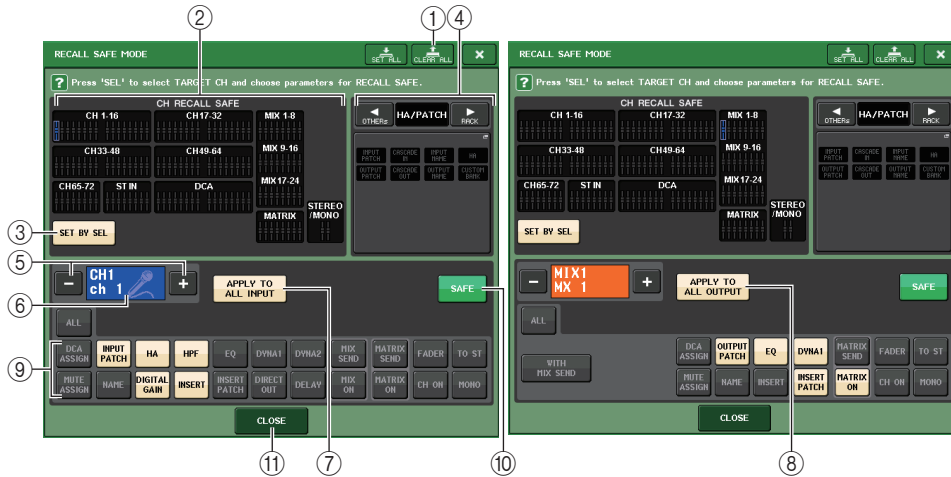 ② ① ④
RECALL SAFE MODE
SET ALL
CLEAR ALL
? Press 'SEL' to select TARGET CH and choose parameters for RECALL SAFE.
CH RECALL SAFE
CH 1-16 CH17-32 MIX 1-8
CH33-48 CH49-64 MIX 9-16
CH65-72 ST IN DCA MIX17-24
MATRIX STEREO
/MONO
OTHERs HA/PATCH RACK
INPUT PATCH CASCADE IN INPUT NAME HA
OUTPUT PATCH CASCADE OUT OUTPUT NAME CUSTOM BANK
③ SET BY SEL
⑤
− CH1 +
ch 1
⑥
APPLY TO
ALL INPUT
SAFE
ALL
⑨
DCA ASSIGN INPUT PATCH HA HPF EQ DYNA1 DYNA2 MIX SEND MATRIX SEND FADER TO ST
MUTE ASSIGN NAME DIGITAL GAIN INSERT INSERT PATCH DIRECT OUT DELAY MIX ON MATRIX ON CH ON MONO
CLOSE
⑪ ⑦ ⑩
RECALL SAFE MODE
SET ALL
CLEAR ALL
? Press 'SEL' to select TARGET CH and choose parameters for RECALL SAFE.
CH RECALL SAFE
CH 1-16 CH17-32 MIX 1-8
CH33-48 CH49-64 MIX 9-16
CH65-72 ST IN DCA MIX17-24
MATRIX STEREO
/MONO
OTHERs HA/PATCH RACK
INPUT PATCH CASCADE IN INPUT NAME HA
OUTPUT PATCH CASCADE OUT OUTPUT NAME CUSTOM BANK
SET BY SEL
− MIX1 +
MX 1
APPLY TO
ALL OUTPUT
SAFE
ALL
WITH
MIX SEND
DCA ASSIGN OUTPUT PATCH EQ DYNA1 MATRIX SEND FADER TO ST
MUTE ASSIGN NAME INSERT INSERT PATCH MATRIX ON CH ON MONO
CLOSE
⑧